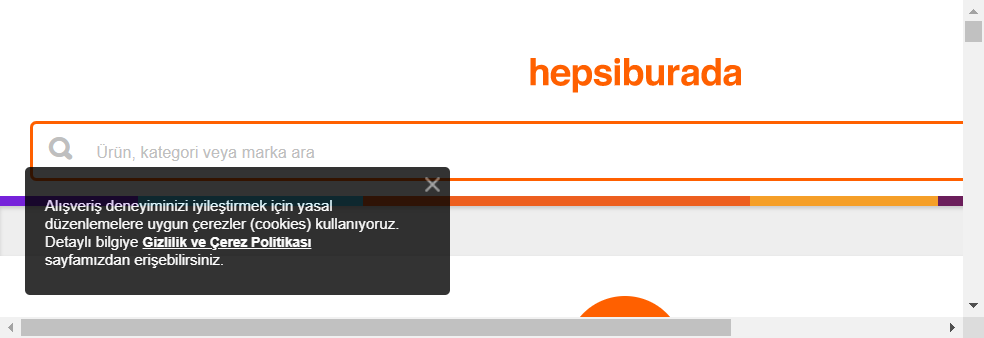 hepsiburada
Ürün, kategori veya marka ara
Alışveriş deneyiminizi iyileştirmek için yasal
düzenlemelere uygun çerezler (cookies) kullanıyoruz.
Detaylı bilgiye Gizlilik ve Çerez Politikası
sayfamızdan erişebilirsiniz.